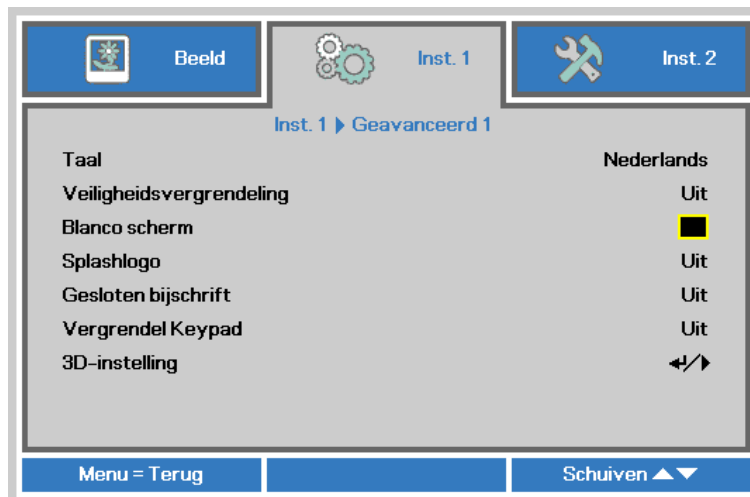 Beeld Inst. 1 Inst. 2
Inst. 1 Geavanceerd 1
Taal Nederlands
Veiligheidsvergrendeling Uit
Blanco scherm
Splashlogo Uit
Gesloten bijschrift Uit
Vergrendel Keypad Uit
3D-instelling
Menu = Terug Schuiven